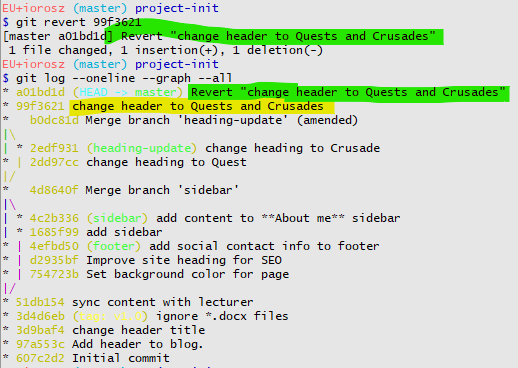 EU+iorosz (master) project-init
$ git revert 99f3621
[master a01bd1d] Revert "change header to Quests and Crusades"
1 file changed, 1 insertion(+), 1 deletion(-)
EU+iorosz (master) project-init
$ git log --oneline --graph --all
* a01bd1d (HEAD -> master) Revert "change header to Quests and Crusades"
* 99f3621 change header to Quests and Crusades
*   b0dc81d Merge branch 'heading-update' (amended)
|\
| * 2edf931 (heading-update) change heading to Crusade
* | 2dd97cc change heading to Quest
|/
*   4d8640f Merge branch 'sidebar'
|\
| * 4c2b336 (sidebar) add content to **About me** sidebar
| * 1685f99 add sidebar
| * 4efbd50 (footer) add social contact info to footer
* | d2935bf Improve site heading for SEO
* | 754723b Set background color for page
|/
* 51db154 sync content with lecturer
* 3d4d6eb (tag: v1.0) ignore *.docx files
* 3d9baf4 change header title
* 97a553c Add header to blog.
* 607c2d2 Initial commit